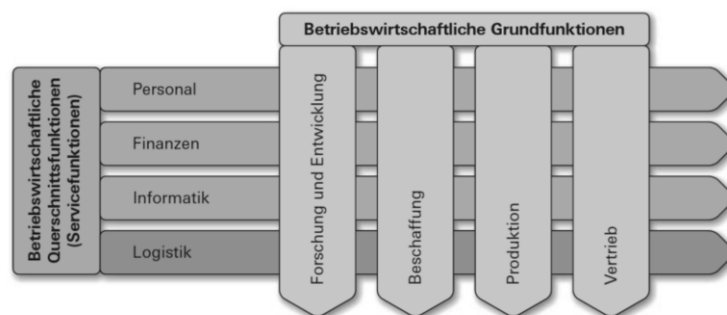 Betriebswirtschaftliche Grundfunktionen
Betriebswirtschaftliche
Querschnittsfunktionen
(Servicefunktionen)
Personal
Finanzen
Informatik
Logistik
Forschung und Entwicklung
Beschaffung
Produktion
Vertrieb